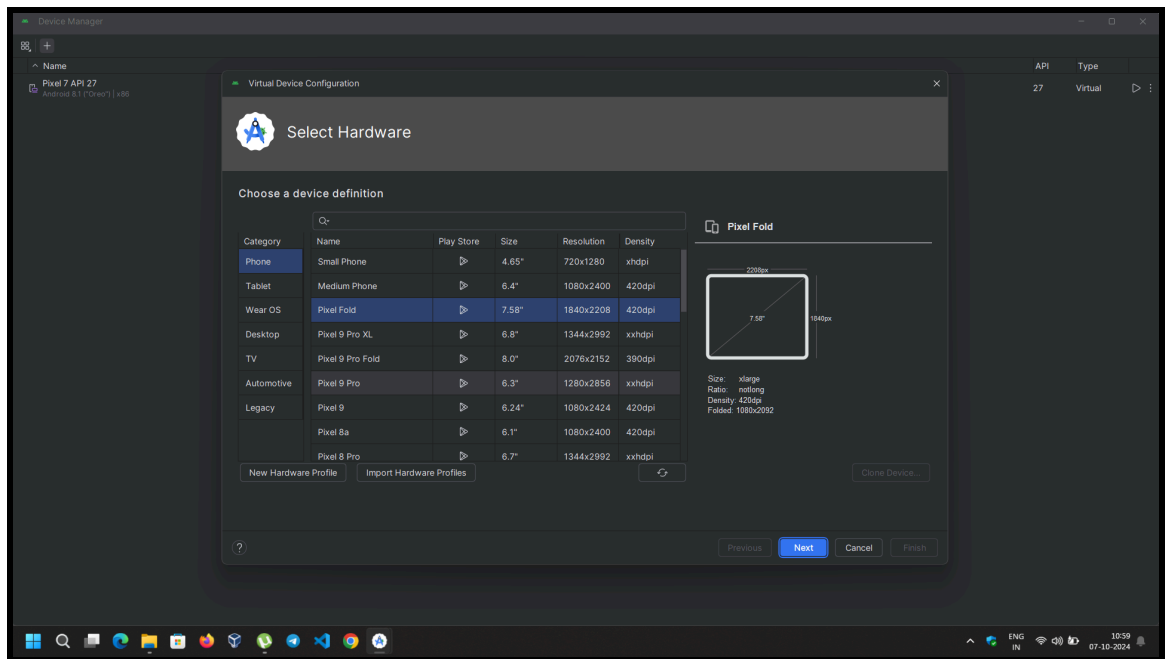 Device Manager
Name API Type
Pixel 7 API 27 27 Virtual
Android 8.1 ("Oreo") | x86
Virtual Device Configuration
Select Hardware
Choose a device definition
Category Name Play Store Size Resolution Density
Phone Small Phone 4.65" 720x1280 xhdpi
Tablet Medium Phone 6.4" 1080x2400 420dpi
Wear OS Pixel Fold 7.58" 1840x2208 420dpi
Desktop Pixel 9 Pro XL 6.8" 1344x2992 xxhdpi
TV Pixel 9 Pro Fold 8.0" 2076x2152 390dpi
Automotive Pixel 9 Pro 6.3" 1280x2856 xxhdpi
Legacy Pixel 9 6.24" 1080x2424 420dpi
Pixel 8a 6.1" 1080x2400 420dpi
Pixel 8 Pro 6.7" 1344x2992 xxhdpi
New Hardware Profile Import Hardware Profiles
Pixel Fold
2208px
7.58" 1840px
Size: xlarge
Ratio: notlong
Density: 420dpi
Folded: 1080x2092
Clone Device...
? Previous Next Cancel Finish
ENG
IN
10:59
07-10-2024